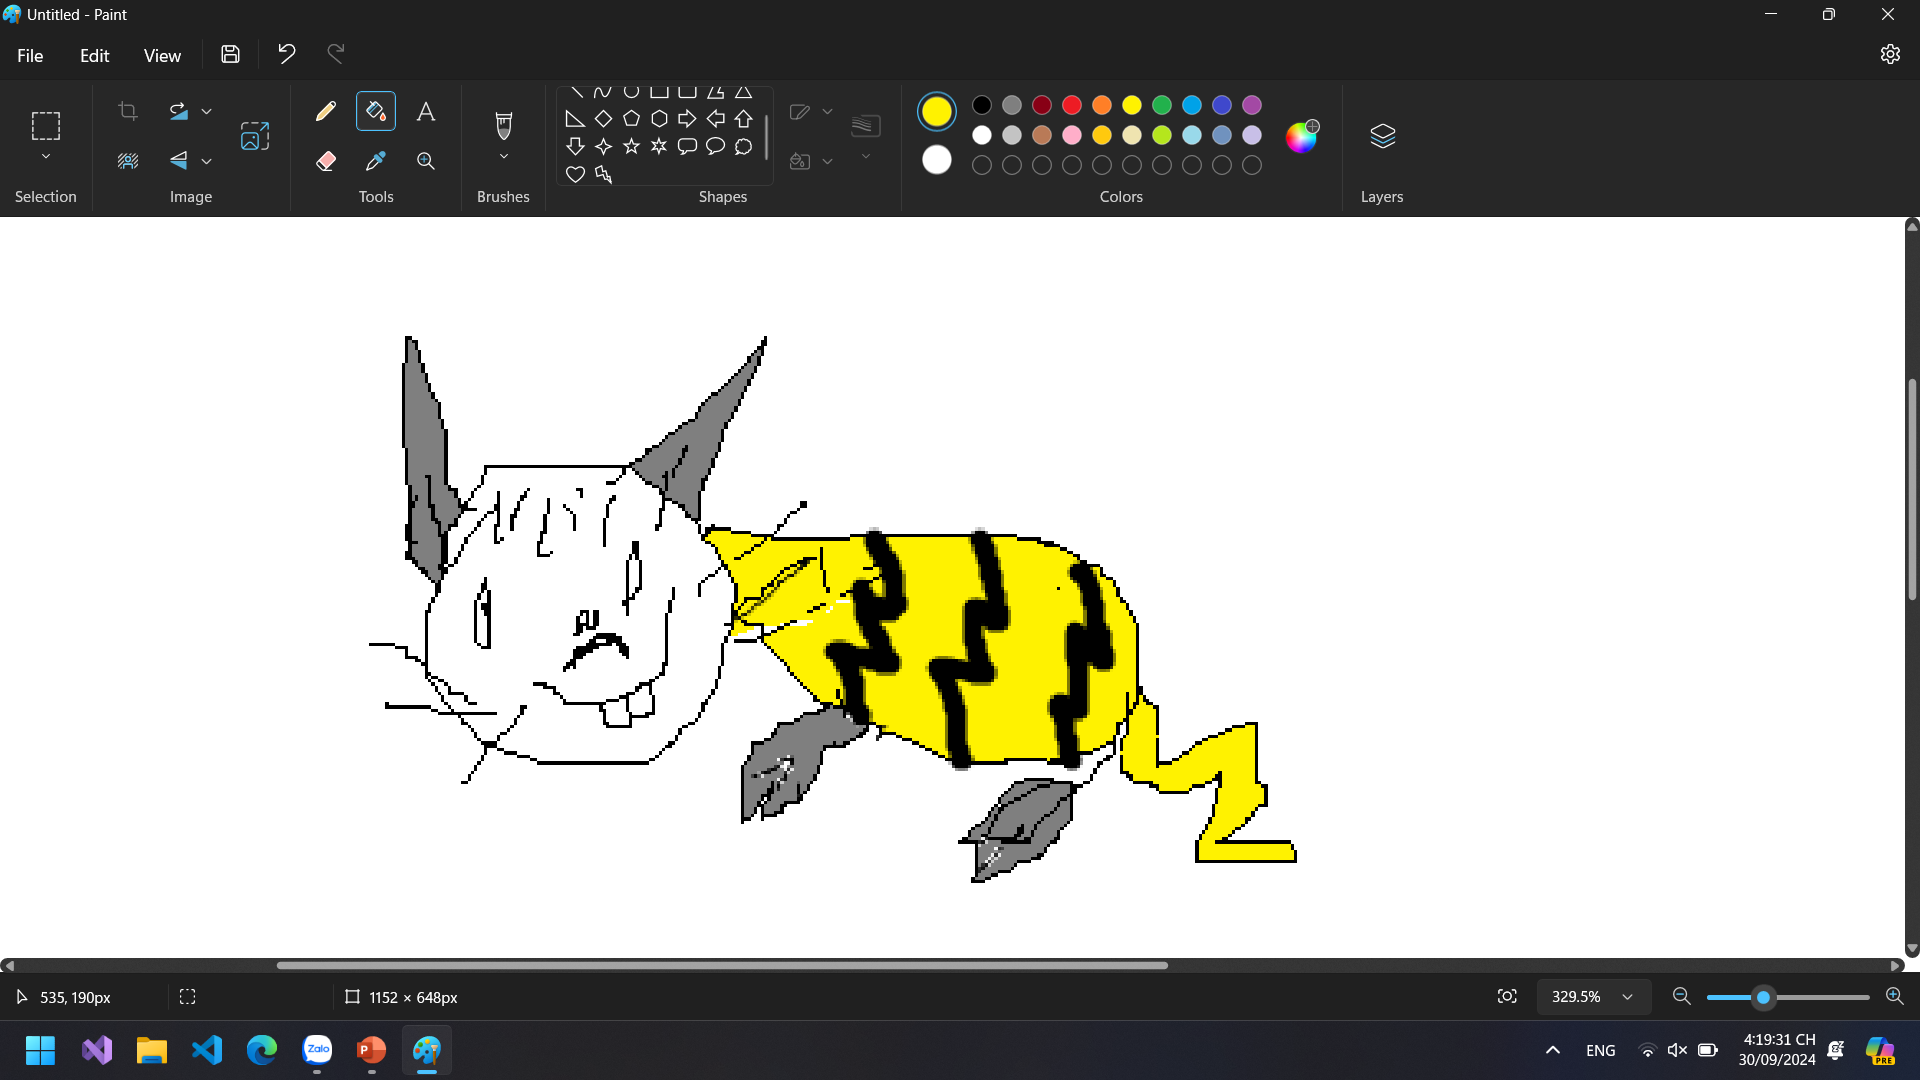 Untitled - Paint
File Edit View
Selection Image Tools Brushes Shapes Colors Layers
535, 190px 1152 × 648px 329.5%
Zalo P ENG 4:19:31 CH
30/09/2024
PRE